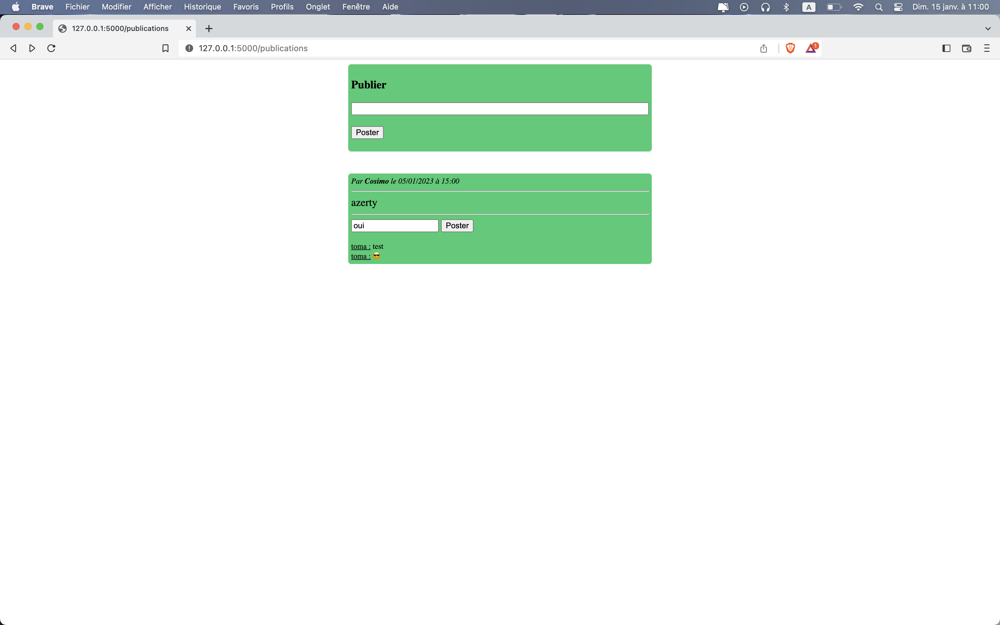 Brave Fichier Modifier Afficher Historique Favoris Profils Onglet Fenêtre Aide A Dim. 15 janv. à 11:00
127.0.0.1:5000/publications
127.0.0.1:5000/publications 1
Publier
Poster
Par Cosimo le 05/01/2023 à 15:00
azerty
oui Poster
toma : test
toma : 😎